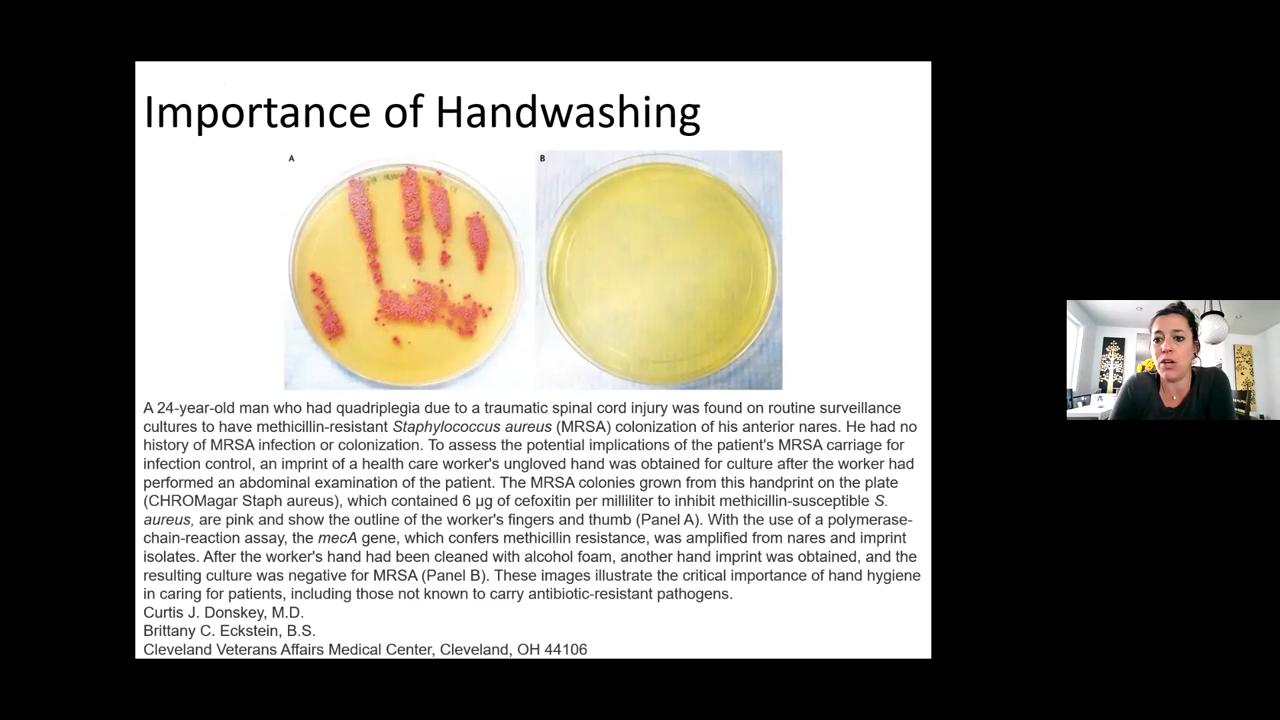 Importance of Handwashing
A
B
A 24-year-old man who had quadriplegia due to a traumatic spinal cord injury was found on routine surveillance
cultures to have methicillin-resistant Staphylococcus aureus (MRSA) colonization of his anterior nares. He had no
history of MRSA infection or colonization. To assess the potential implications of the patient's MRSA carriage for
infection control, an imprint of a health care worker's ungloved hand was obtained for culture after the worker had
performed an abdominal examination of the patient. The MRSA colonies grown from this handprint on the plate
(CHROMagar Staph aureus), which contained 6 μg of cefoxitin per milliliter to inhibit methicillin-susceptible S.
aureus, are pink and show the outline of the worker's fingers and thumb (Panel A). With the use of a polymerase-
chain-reaction assay, the mecA gene, which confers methicillin resistance, was amplified from nares and imprint
isolates. After the worker's hand had been cleaned with alcohol foam, another hand imprint was obtained, and the
resulting culture was negative for MRSA (Panel B). These images illustrate the critical importance of hand hygiene
in caring for patients, including those not known to carry antibiotic-resistant pathogens.
Curtis J. Donskey, M.D.
Brittany C. Eckstein, B.S.
Cleveland Veterans Affairs Medical Center, Cleveland, OH 44106